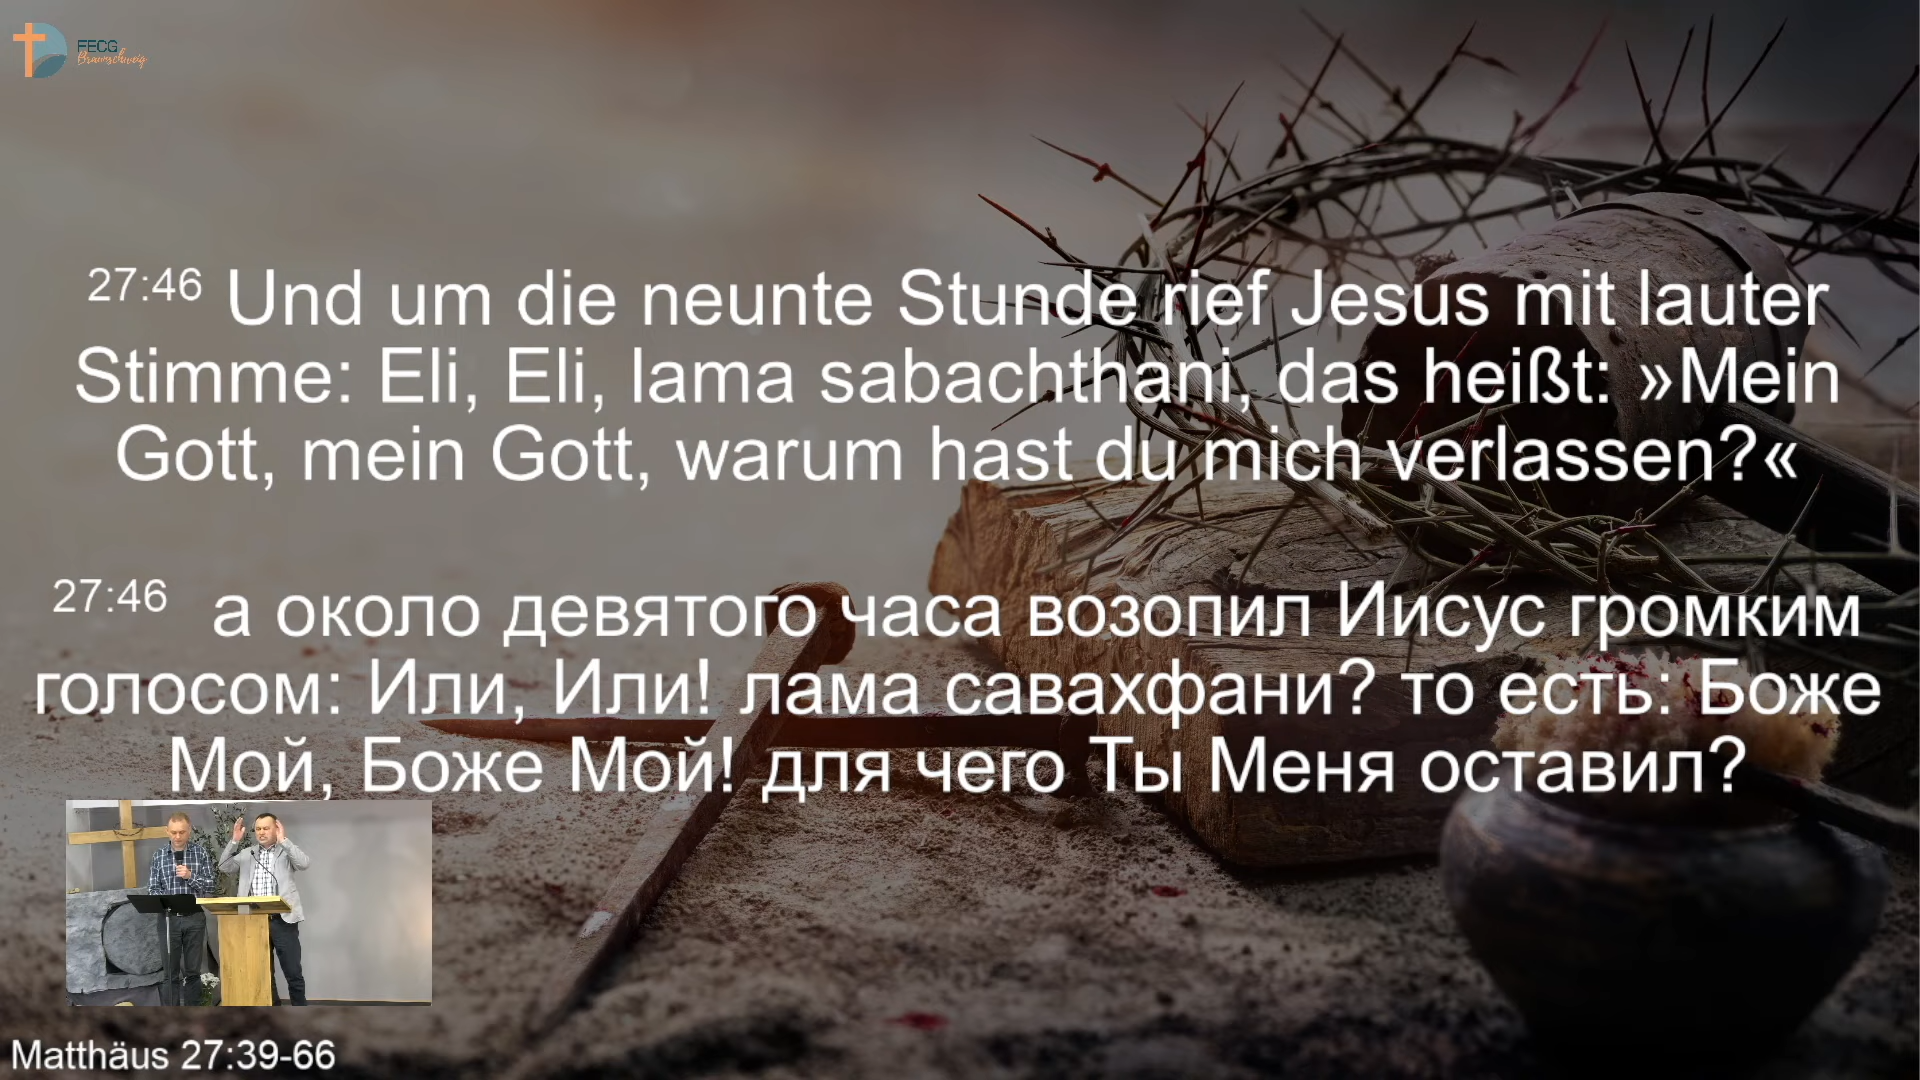 FECG
Braunschweig
27:46 Und um die neunte Stunde rief Jesus mit lauter
Stimme: Eli, Eli, lama sabachthani, das heißt: »Mein
Gott, mein Gott, warum hast du mich verlassen?«
27:46 а около девятого часа возопил Иисус громким
голосом: Или, Или! лама савахфани? то есть: Боже
Мой, Боже Мой! для чего Ты Меня оставил?
Matthäus 27:39-66